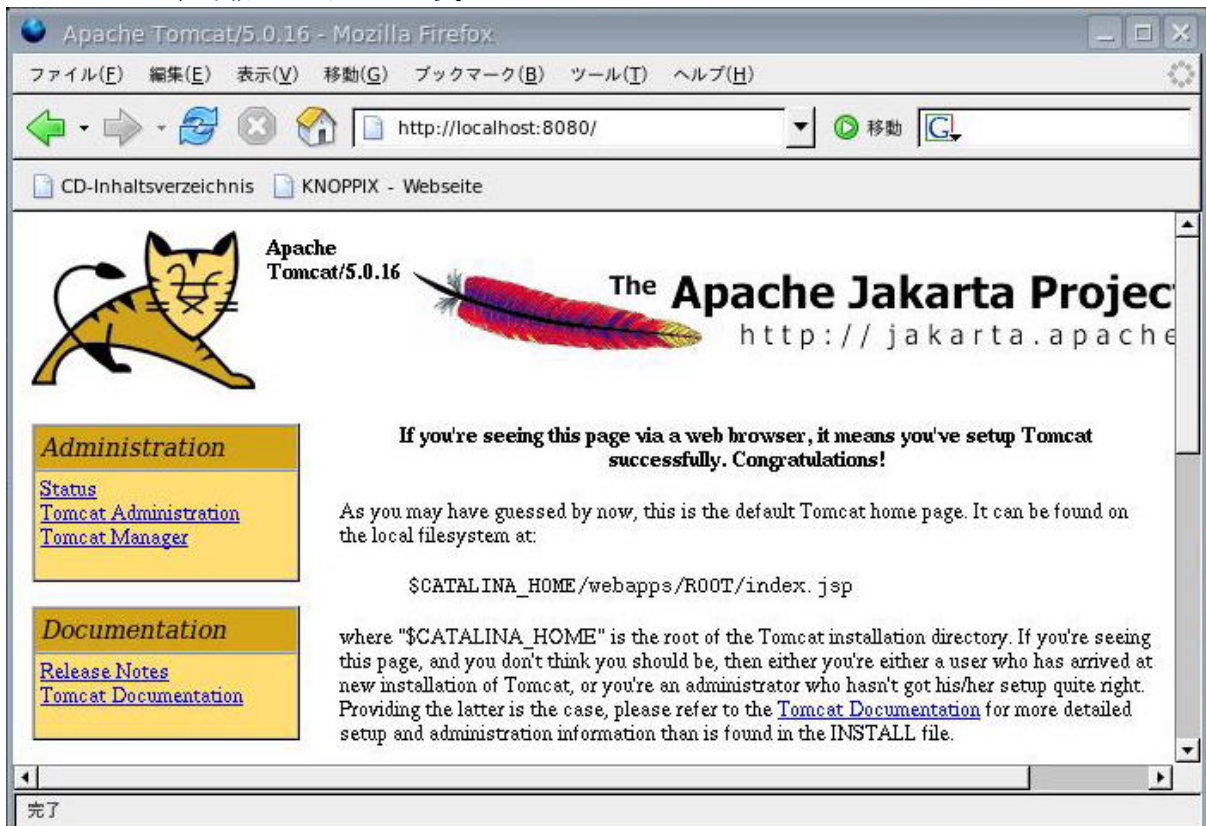 Apache Tomcat/5.0.16 - Mozilla Firefox
ファイル(F) 編集(E) 表示(V) 移動(G) ブックマーク(B) ツール(T) ヘルプ(H)
http://localhost:8080/ 移動 G
CD-Inhaltsverzeichnis KNOPPIX - Webseite
Apache
Tomcat/5.0.16
The Apache Jakarta Projec
http://jakarta.apache
Administration
Status
Tomcat Administration
Tomcat Manager
Documentation
Release Notes
Tomcat Documentation
If you're seeing this page via a web browser, it means you've setup Tomcat
successfully. Congratulations!
As you may have guessed by now, this is the default Tomcat home page. It can be found on
the local filesystem at:
$CATALINA_HOME/webapps/ROOT/index.jsp
where "$CATALINA_HOME" is the root of the Tomcat installation directory. If you're seeing
this page, and you don't think you should be, then either you're either a user who has arrived at
new installation of Tomcat, or you're an administrator who hasn't got his/her setup quite right.
Providing the latter is the case, please refer to the Tomcat Documentation for more detailed
setup and administration information than is found in the INSTALL file.
完了